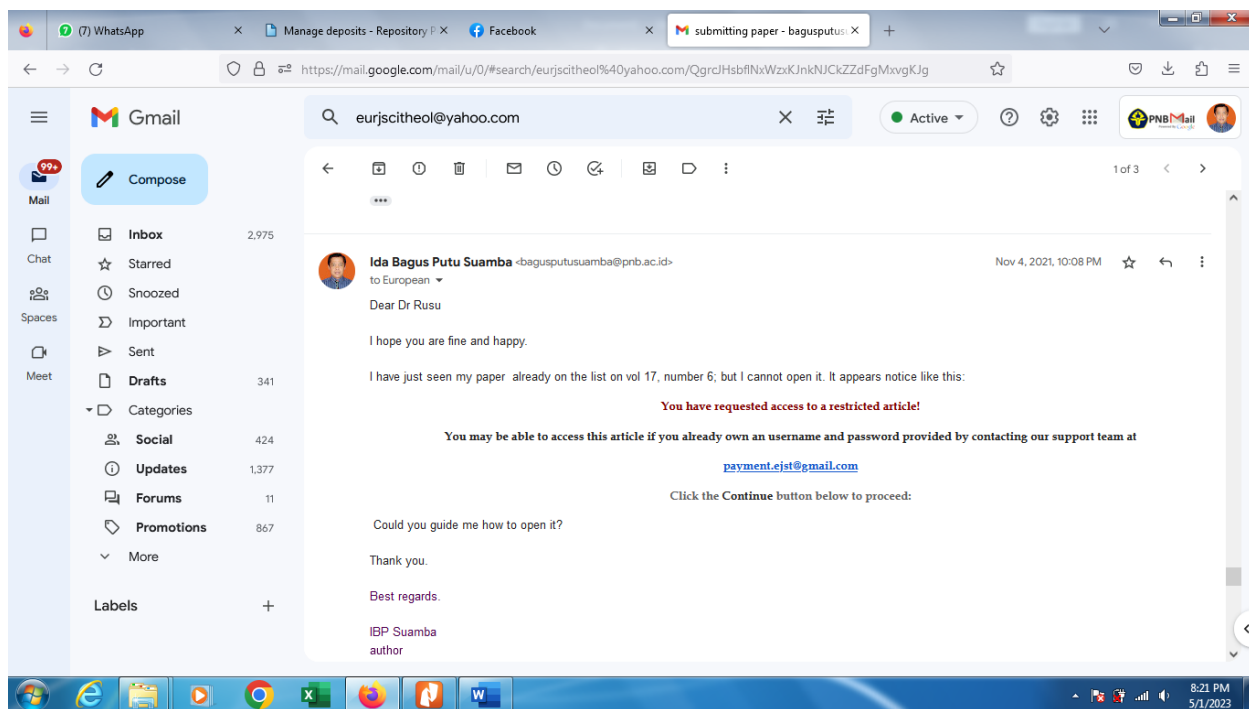 (7) WhatsApp
Manage deposits - Repository P
Facebook
submitting paper - bagusputus
https://mail.google.com/mail/u/0/#search/eurjscitheol%40yahoo.com/QgrcJHsbflNxWzxKJnkNJCkZZdFgMxvgKJg
Gmail
eurjscitheol@yahoo.com
Active
PNBMail
99+
Mail
Chat
Spaces
Meet
Compose
Inbox 2,975
Starred
Snoozed
Important
Sent
Drafts 341
Categories
Social 424
Updates 1,377
Forums 11
Promotions 867
More
Labels
1 of 3
Ida Bagus Putu Suamba <bagusputusuamba@pnb.ac.id> Nov 4, 2021, 10:08 PM
to European
Dear Dr Rusu
I hope you are fine and happy.
I have just seen my paper already on the list on vol 17, number 6; but I cannot open it. It appears notice like this:
You have requested access to a restricted article!
You may be able to access this article if you already own an username and password provided by contacting our support team at
payment.ejst@gmail.com
Click the Continue button below to proceed:
Could you guide me how to open it?
Thank you.
Best regards.
IBP Suamba
author
8:21 PM
5/1/2023